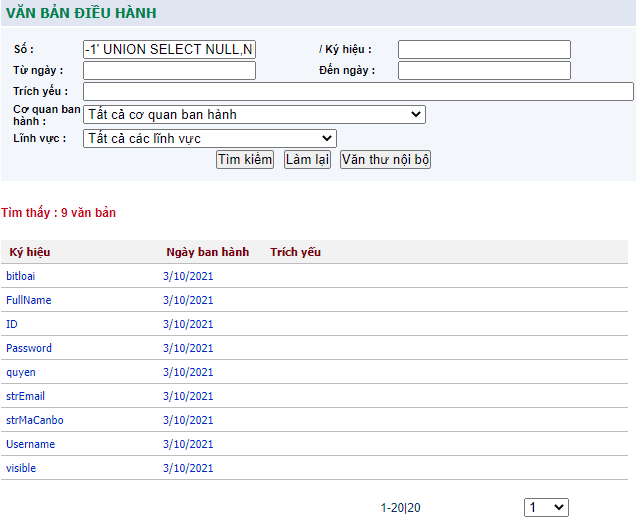 VĂN BẢN ĐIỀU HÀNH
Số : -1' UNION SELECT NULL,N / Ký hiệu :
Từ ngày : Đến ngày :
Trích yếu :
Cơ quan ban hành : Tất cả cơ quan ban hành
Lĩnh vực : Tất cả các lĩnh vực
Tìm kiếm Làm lại Văn thư nội bộ
Tìm thấy : 9 văn bản
Ký hiệu Ngày ban hành Trích yếu
bitloai 3/10/2021
FullName 3/10/2021
ID 3/10/2021
Password 3/10/2021
quyen 3/10/2021
strEmail 3/10/2021
strMaCanbo 3/10/2021
Username 3/10/2021
visible 3/10/2021
1-20|20 1